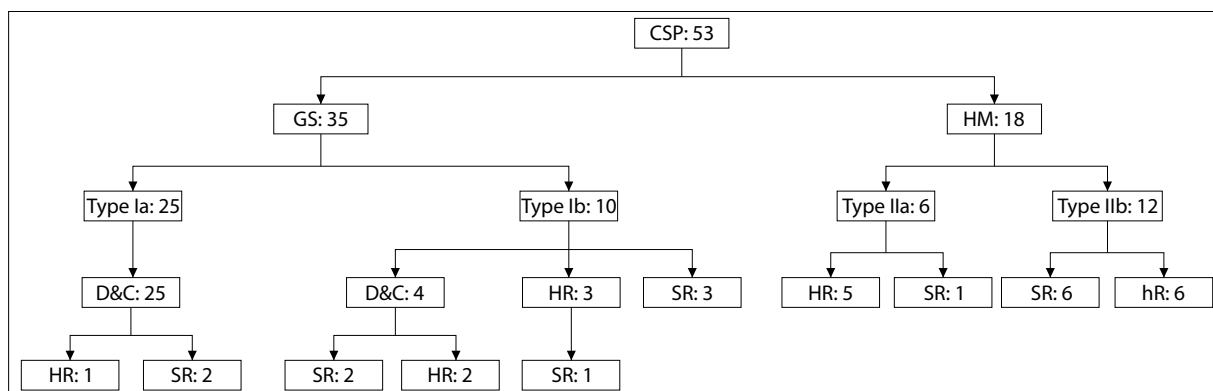 CSP: 53
GS: 35
HM: 18
Type Ia: 25
Type Ib: 10
Type IIa: 6
Type IIb: 12
D&C: 25
D&C: 4
HR: 3
SR: 3
HR: 5
SR: 1
SR: 6
hR: 6
HR: 1
SR: 2
SR: 2
HR: 2
SR: 1